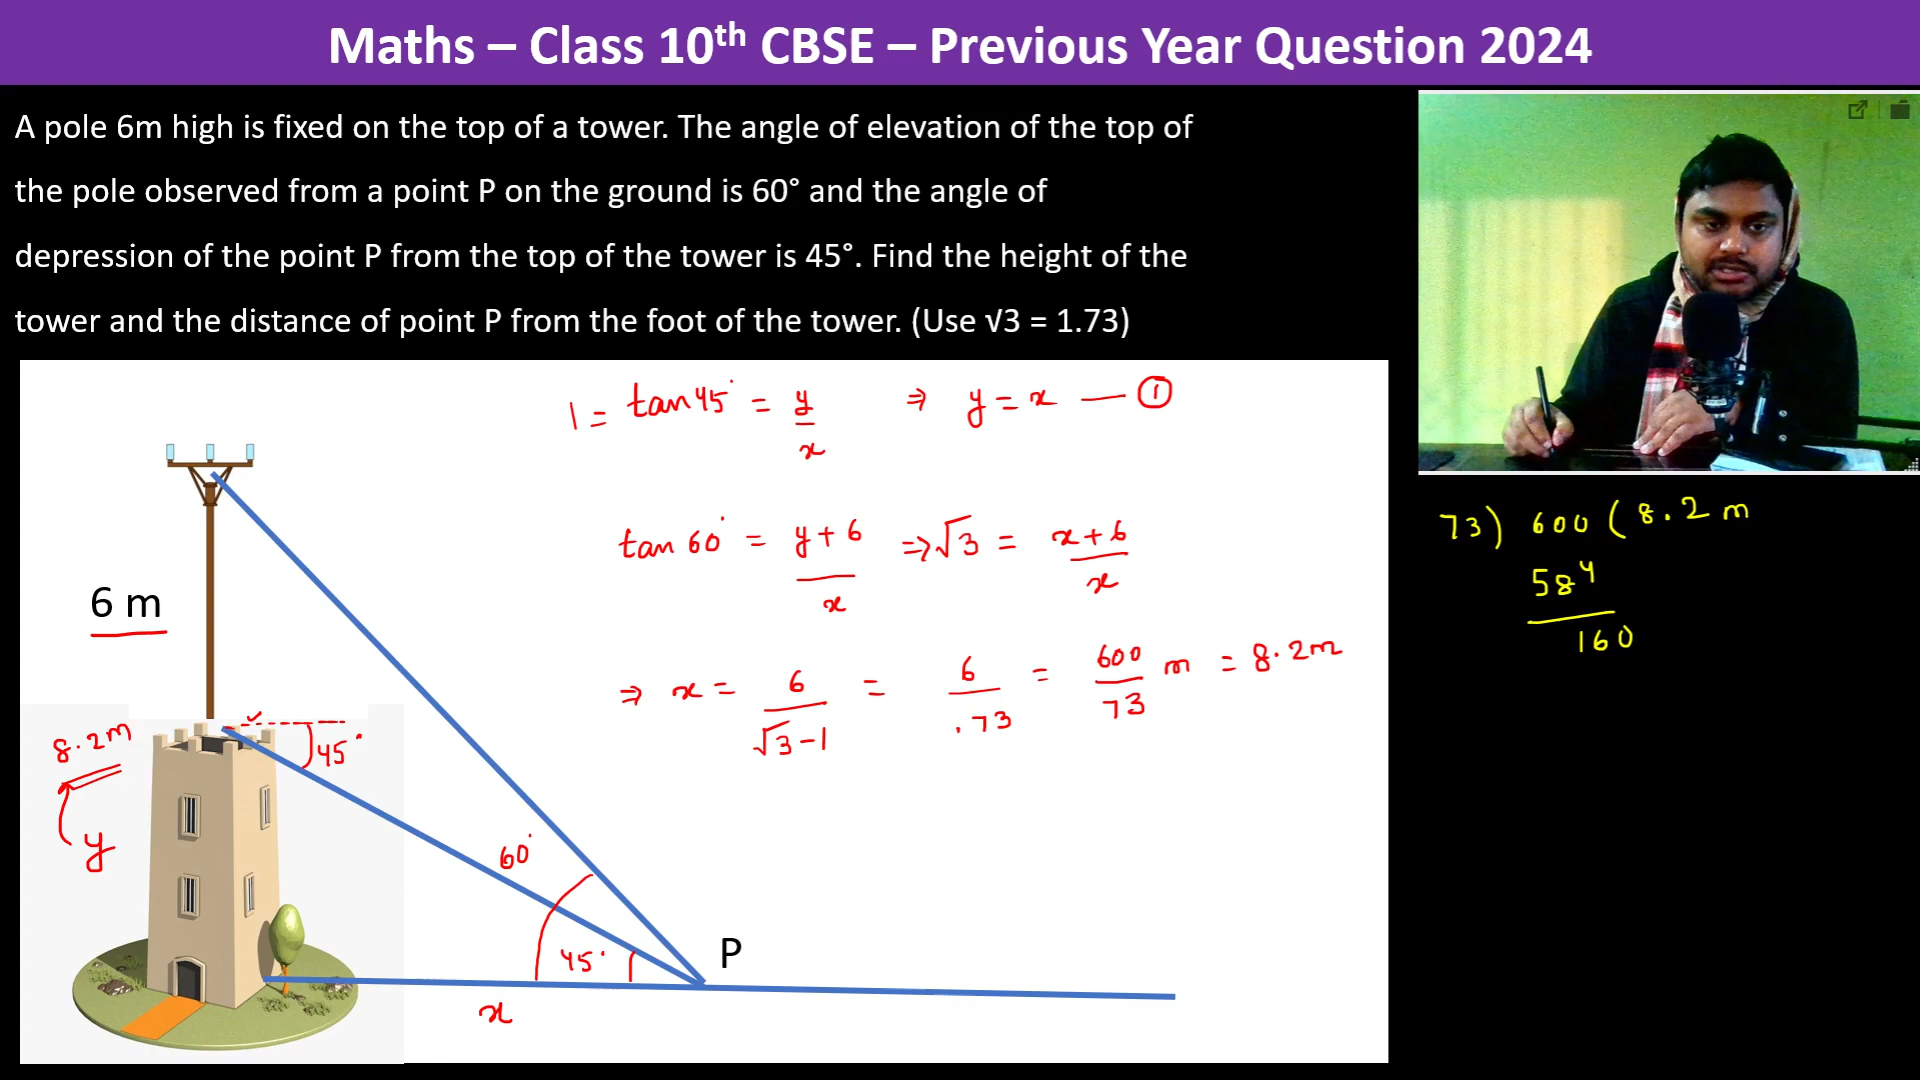 Maths – Class 10th CBSE – Previous Year Question 2024
A pole 6m high is fixed on the top of a tower. The angle of elevation of the top of
the pole observed from a point P on the ground is 60° and the angle of
depression of the point P from the top of the tower is 45°. Find the height of the
tower and the distance of point P from the foot of the tower. (Use √3 = 1.73)
1 = tan 45° = y/x ⇒ y = x — ①
tan 60° = y+6/x ⇒ √3 = x+6/x
⇒ x = 6/√3-1 = 6/.73 = 600/73 m = 8.2m
6 m
8.2m
45°
y
60°
45°
P
x
73) 600 ( 8.2 m
584
160